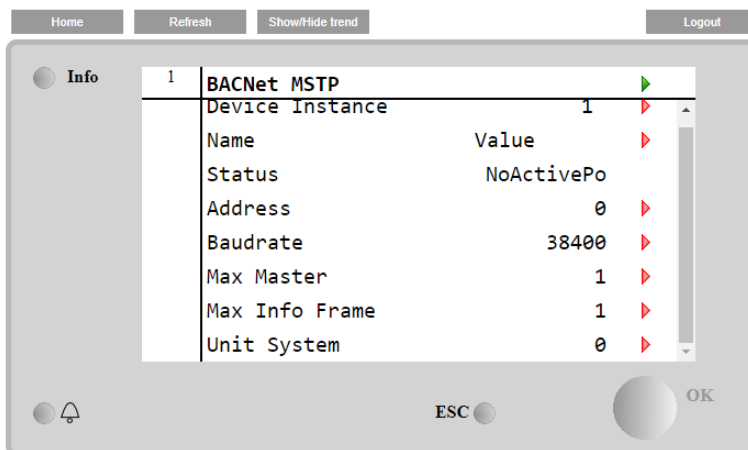 Home Refresh Show/Hide trend Logout
Info
1 BACNet MSTP
Device Instance 1
Name Value
Status NoActivePo
Address 0
Baudrate 38400
Max Master 1
Max Info Frame 1
Unit System 0
ESC OK